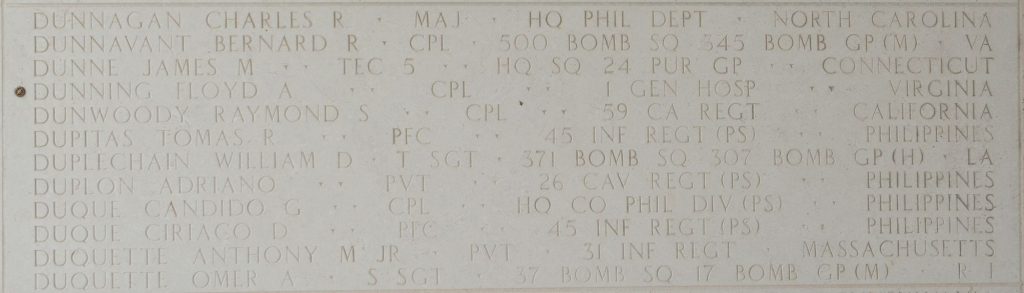 DUNNAGAN CHARLES R · MAJ · HQ PHIL DEPT · NORTH CAROLINA
DUNNAVANT BERNARD R · CPL · 500 BOMB SQ 345 BOMB GP (M) · VA
DUNNE JAMES M · · TEC 5 · · HQ SQ 24 PUR GP · · CONNECTICUT
DUNNING FLOYD A · · CPL · · 1 GEN HOSP · · VIRGINIA
DUNWOODY RAYMOND S · · CPL · · 59 CA REGT · · CALIFORNIA
DUPITAS TOMAS R · · PFC · · 45 INF REGT (PS) · · PHILIPPINES
DUPLECHAIN WILLIAM D · T SGT · 371 BOMB SQ 307 BOMB GP (H) · LA
DUPLON ADRIANO · · PVT · · 26 CAV REGT (PS) · · PHILIPPINES
DUQUE CANDIDO G · · CPL · · HQ CO PHIL DIV (PS) · · PHILIPPINES
DUQUE CIRIACO D · · PFC · · 45 INF REGT (PS) · · PHILIPPINES
DUQUETTE ANTHONY M JR · · PVT · · 31 INF REGT · · MASSACHUSETTS
DUQUETTE OMER A · · S SGT · · 37 BOMB SQ 17 BOMB GP (M) · · R I